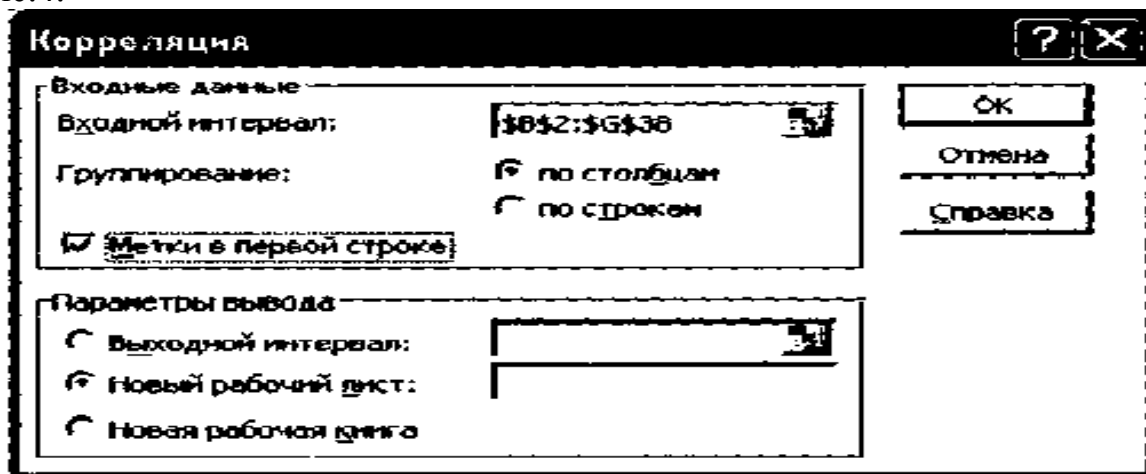 Корреляция
Входные данные
Входной интервал: $B$2:$G$38
Группирование: по столбцам
по строкам
Метки в первой строке
Параметры вывода
Выходной интервал:
Новый рабочий лист:
Новая рабочая книга
ОК
Отмена
Справка